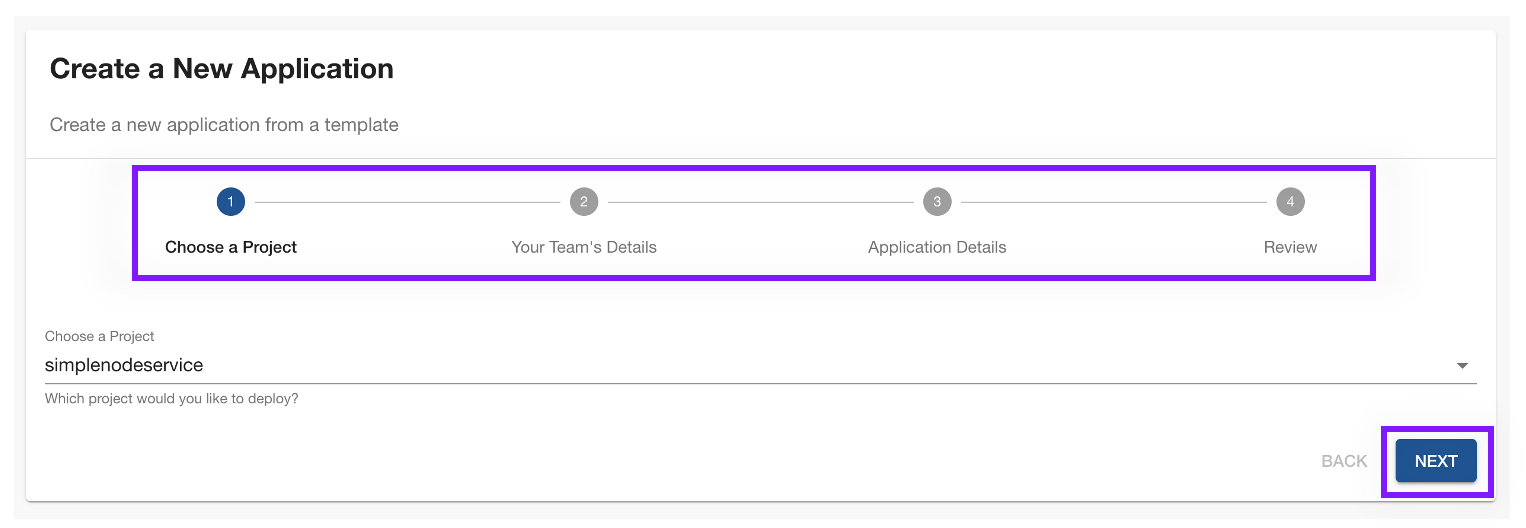 Create a New Application
Create a new application from a template
1 2 3 4
Choose a Project Your Team's Details Application Details Review
Choose a Project
simplenodeservice
Which project would you like to deploy?
BACK NEXT